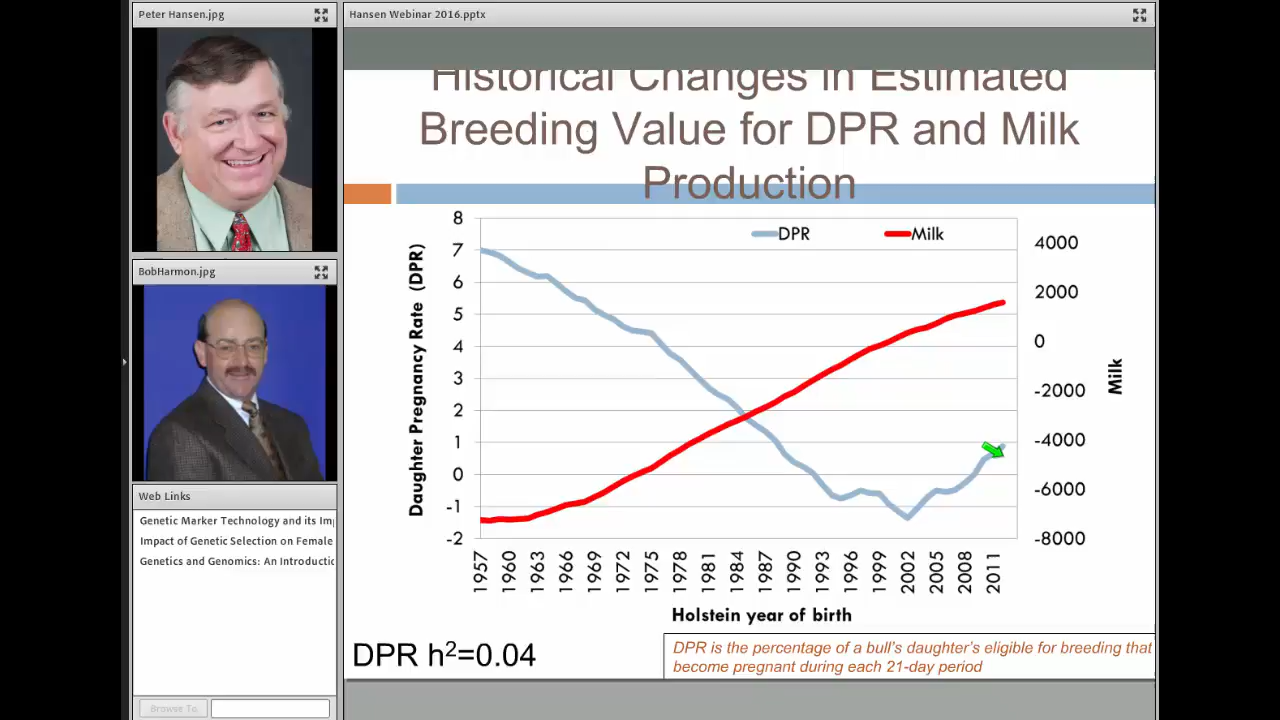 Peter Hansen.jpg
BobHarmon.jpg
Web Links
Genetic Marker Technology and its Im
Impact of Genetic Selection on Female
Genetics and Genomics: An Introductio
Browse To
Hansen Webinar 2016.pptx
Historical Changes in Estimated
Breeding Value for DPR and Milk
Production
DPR
Milk
Daughter Pregnancy Rate (DPR)
8
7
6
5
4
3
2
1
0
-1
-2
4000
2000
0
-2000
-4000
-6000
-8000
Milk
1957 1960 1963 1966 1969 1972 1975 1978 1981 1984 1987 1990 1993 1996 1999 2002 2005 2008 2011
Holstein year of birth
DPR h²=0.04
DPR is the percentage of a bull's daughter's eligible for breeding that
become pregnant during each 21-day period